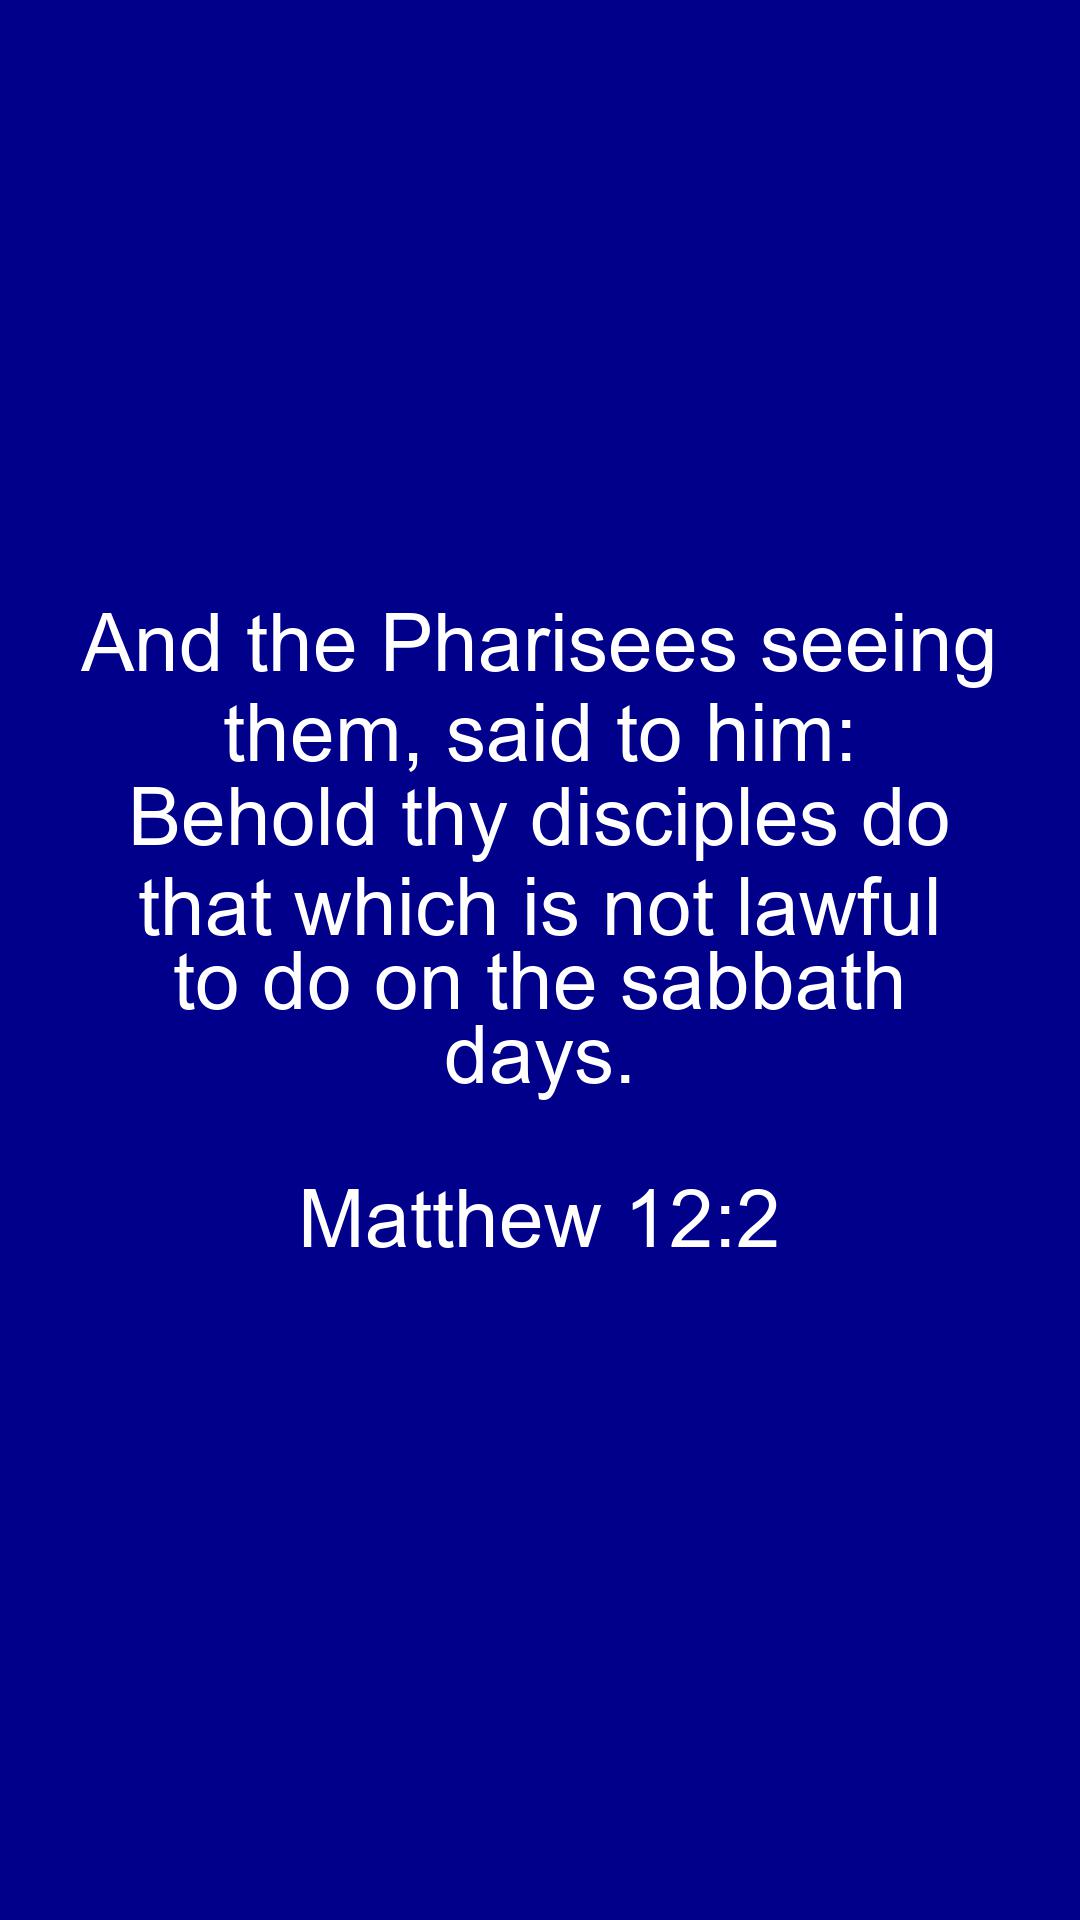 And the Pharisees seeing
them, said to him:
Behold thy disciples do
that which is not lawful
to do on the sabbath
days.
Matthew 12:2